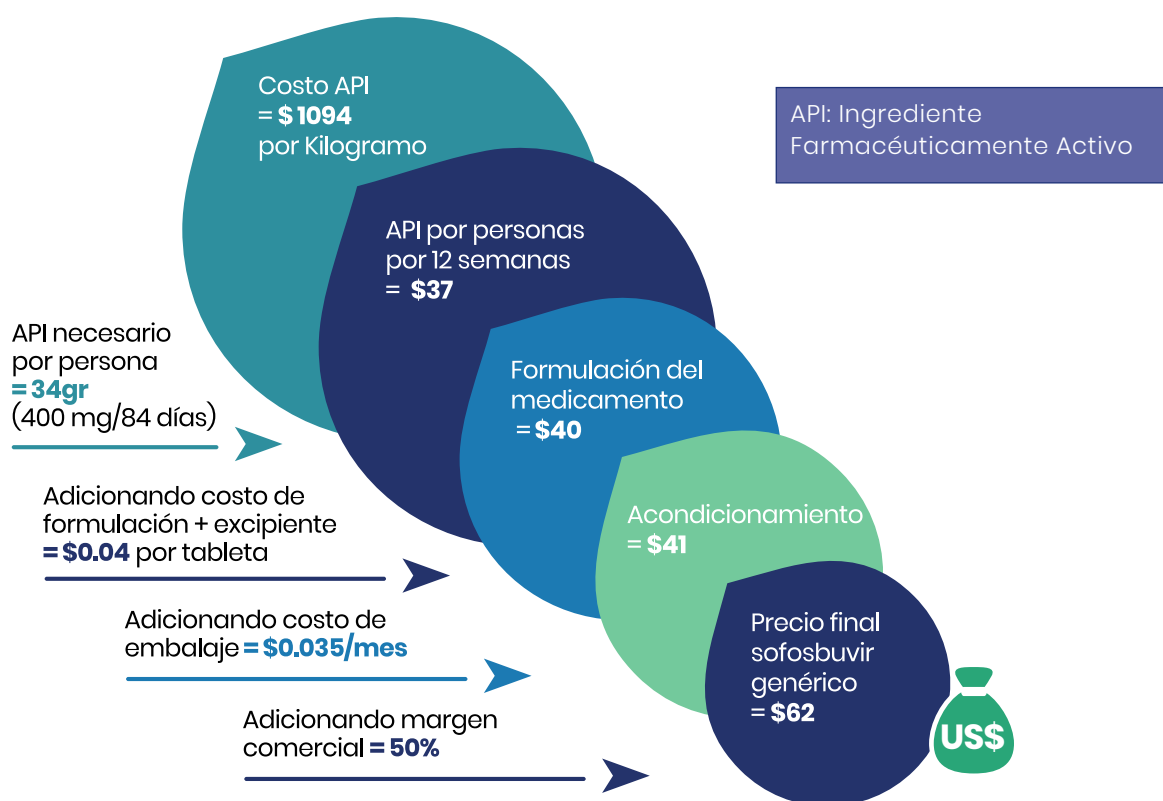 Costo API
= $ 1094
por Kilogramo
API: Ingrediente
Farmacéuticamente Activo
API por personas
por 12 semanas
= $37
API necesario
por persona
= 34gr
(400 mg/84 días)
Formulación del
medicamento
= $40
Adicionando costo de
formulación + excipiente
= $0.04 por tableta
Acondicionamiento
= $41
Adicionando costo de
embalaje = $0.035/mes
Precio final
sofosbuvir
genérico
= $62
Adicionando margen
comercial = 50%
US$